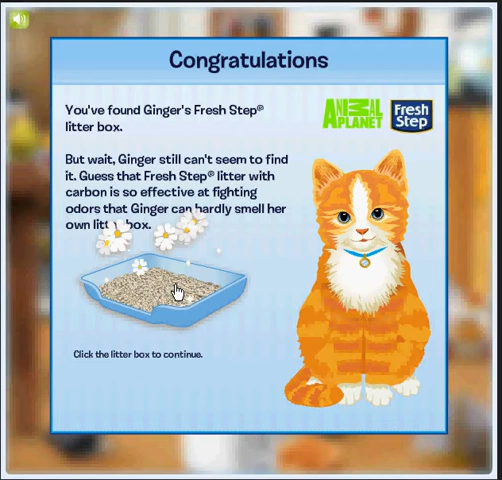 Congratulations
You've found Ginger's Fresh Step®
litter box.
ANIMAL
PLANET
Fresh
Step
But wait, Ginger still can't seem to find
it. Guess that Fresh Step® litter with
carbon is so effective at fighting
odors that Ginger can hardly smell her
own litter box.
Click the litter box to continue.